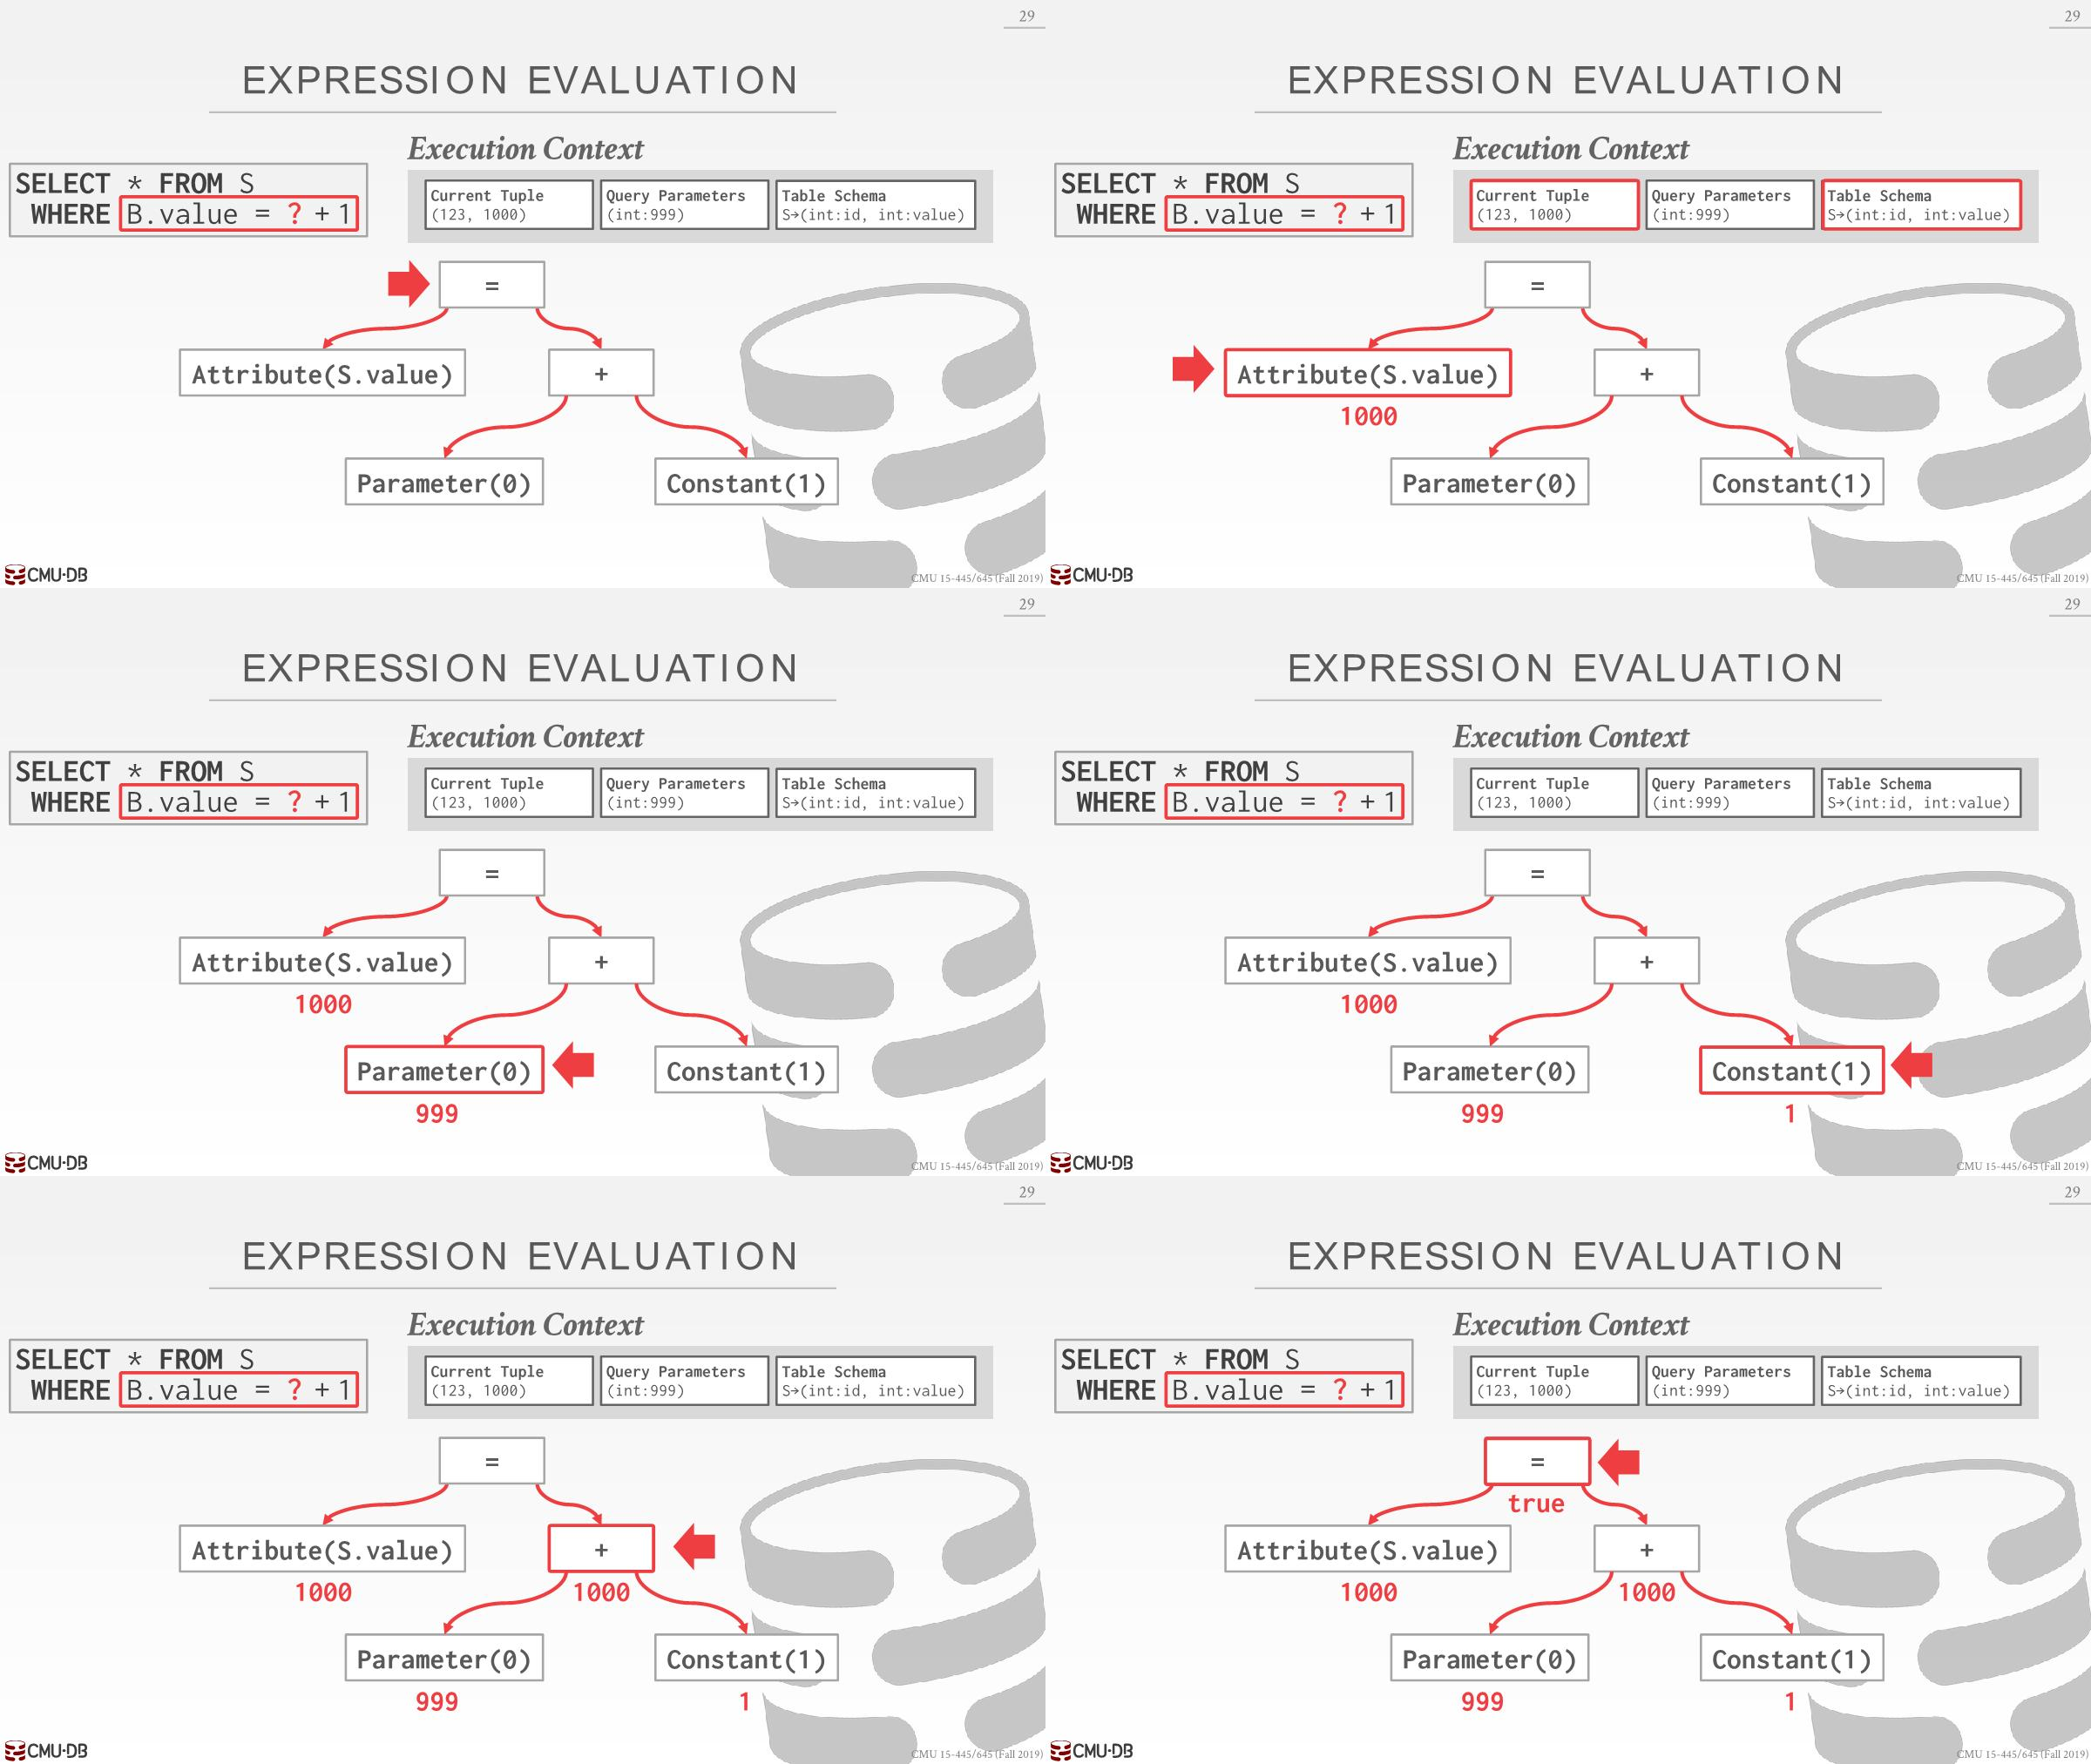 29
EXPRESSION EVALUATION
Execution Context
SELECT * FROM S
WHERE B.value = ? + 1
Current Tuple
(123, 1000)
Query Parameters
(int:999)
Table Schema
S→(int:id, int:value)
=
Attribute(S.value)
+
Parameter(0)
Constant(1)
CMU·DB
CMU 15-445/645 (Fall 2019)
29
EXPRESSION EVALUATION
Execution Context
SELECT * FROM S
WHERE B.value = ? + 1
Current Tuple
(123, 1000)
Query Parameters
(int:999)
Table Schema
S→(int:id, int:value)
=
Attribute(S.value)
+
1000
Parameter(0)
Constant(1)
CMU·DB
CMU 15-445/645 (Fall 2019)
29
EXPRESSION EVALUATION
Execution Context
SELECT * FROM S
WHERE B.value = ? + 1
Current Tuple
(123, 1000)
Query Parameters
(int:999)
Table Schema
S→(int:id, int:value)
=
Attribute(S.value)
+
1000
Parameter(0)
Constant(1)
999
CMU·DB
CMU 15-445/645 (Fall 2019)
29
EXPRESSION EVALUATION
Execution Context
SELECT * FROM S
WHERE B.value = ? + 1
Current Tuple
(123, 1000)
Query Parameters
(int:999)
Table Schema
S→(int:id, int:value)
=
Attribute(S.value)
+
1000
Parameter(0)
Constant(1)
999
1
CMU·DB
CMU 15-445/645 (Fall 2019)
29
EXPRESSION EVALUATION
Execution Context
SELECT * FROM S
WHERE B.value = ? + 1
Current Tuple
(123, 1000)
Query Parameters
(int:999)
Table Schema
S→(int:id, int:value)
=
Attribute(S.value)
+
1000
1000
Parameter(0)
Constant(1)
999
1
CMU·DB
CMU 15-445/645 (Fall 2019)
29
EXPRESSION EVALUATION
Execution Context
SELECT * FROM S
WHERE B.value = ? + 1
Current Tuple
(123, 1000)
Query Parameters
(int:999)
Table Schema
S→(int:id, int:value)
=
true
Attribute(S.value)
+
1000
1000
Parameter(0)
Constant(1)
999
1
CMU·DB
CMU 15-445/645 (Fall 2019)